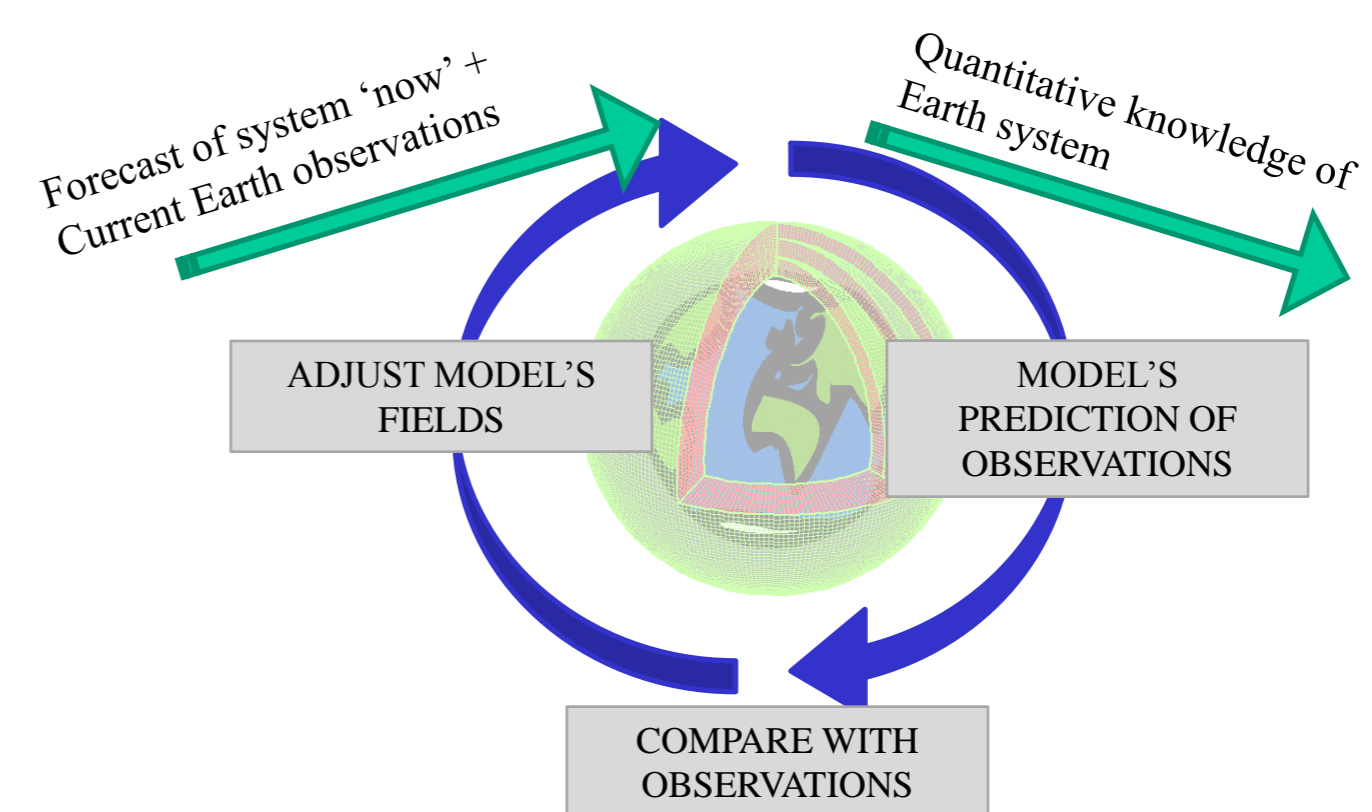 Forecast of system ‘now’ +
Current Earth observations
Quantitative knowledge of
Earth system
ADJUST MODEL’S
FIELDS
MODEL’S
PREDICTION OF
OBSERVATIONS
COMPARE WITH
OBSERVATIONS